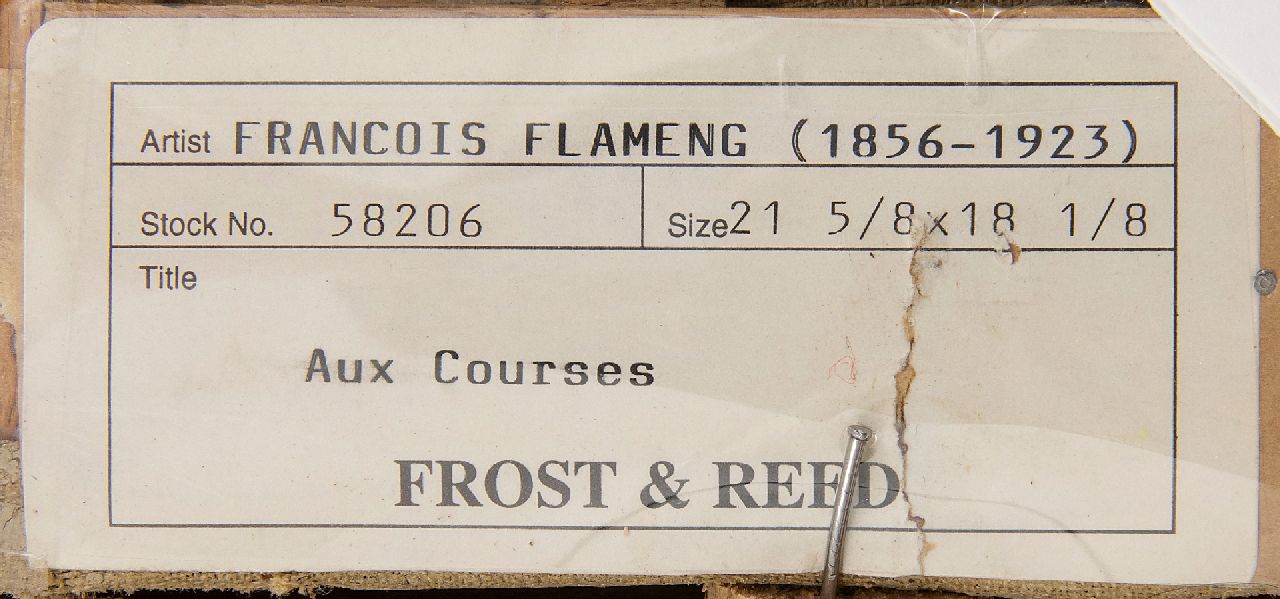 Artist FRANCOIS FLAMENG (1856-1923)
Stock No. 58206 Size 21 5/8x18 1/8
Title
Aux Courses
FROST & REED